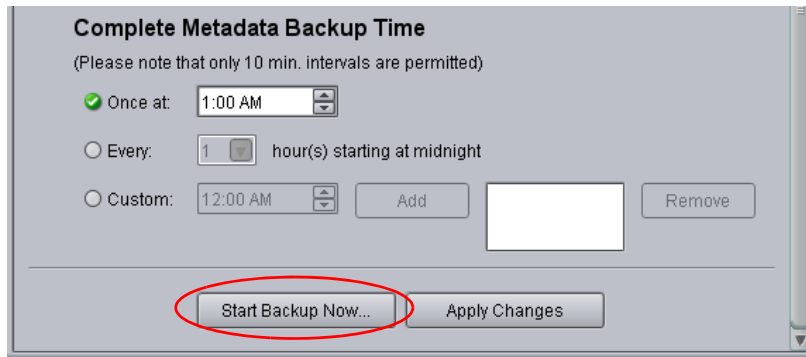 Complete Metadata Backup Time
(Please note that only 10 min. intervals are permitted)
Once at: 1:00 AM
Every: 1 hour(s) starting at midnight
Custom: 12:00 AM Add Remove
Start Backup Now... Apply Changes